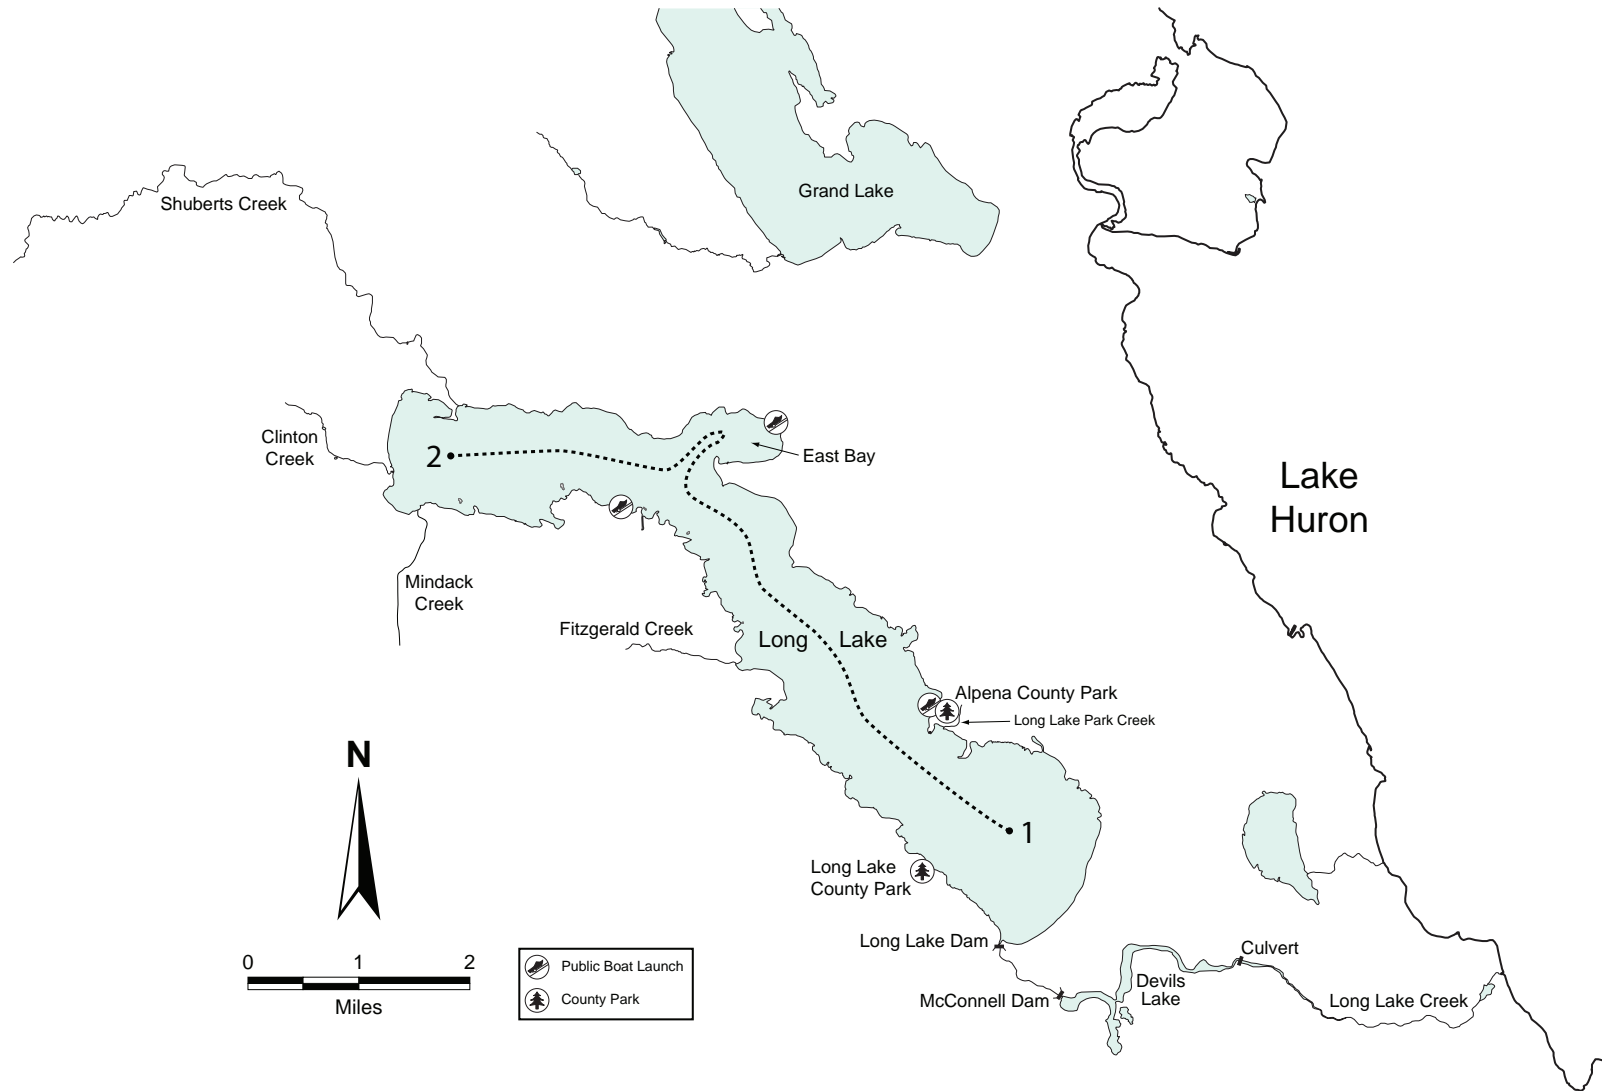 Grand Lake
Shuberts Creek
Clinton
Creek
2
East Bay
Lake
Huron
Mindack
Creek
Fitzgerald Creek
Long Lake
Alpena County Park
Long Lake Park Creek
N
1
Long Lake
County Park
Long Lake Dam
Culvert
0 1 2
Miles
Public Boat Launch
County Park
McConnell Dam
Devils
Lake
Long Lake Creek